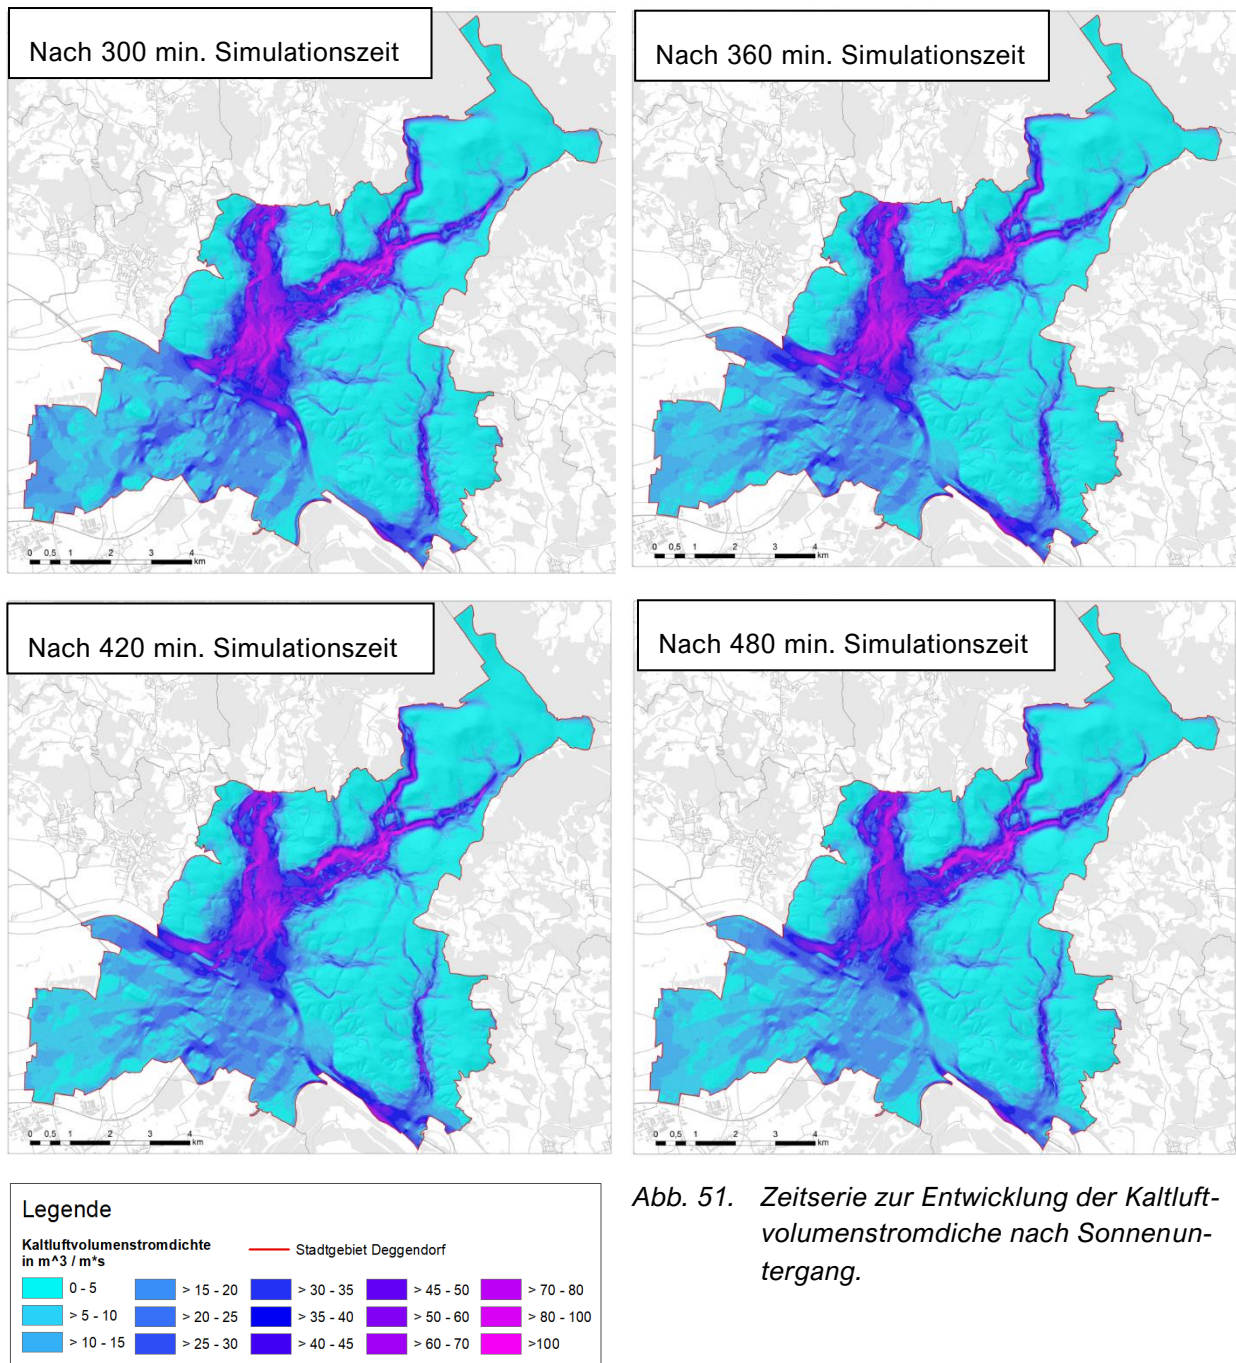 Nach 300 min. Simulationszeit
Nach 360 min. Simulationszeit
0 0,5 1 2 3 4
km
0 0,5 1 2 3 4
km
Nach 420 min. Simulationszeit
Nach 480 min. Simulationszeit
0 0,5 1 2 3 4
km
0 0,5 1 2 3 4
km
Legende
Kaltluftvolumenstromdichte
in m^3 / m*s
Stadtgebiet Deggendorf
0 - 5
> 15 - 20
> 30 - 35
> 45 - 50
> 70 - 80
> 5 - 10
> 20 - 25
> 35 - 40
> 50 - 60
> 80 - 100
> 10 - 15
> 25 - 30
> 40 - 45
> 60 - 70
>100
Abb. 51. Zeitserie zur Entwicklung der Kaltluft-
volumenstromdiche nach Sonnenun-
tergang.